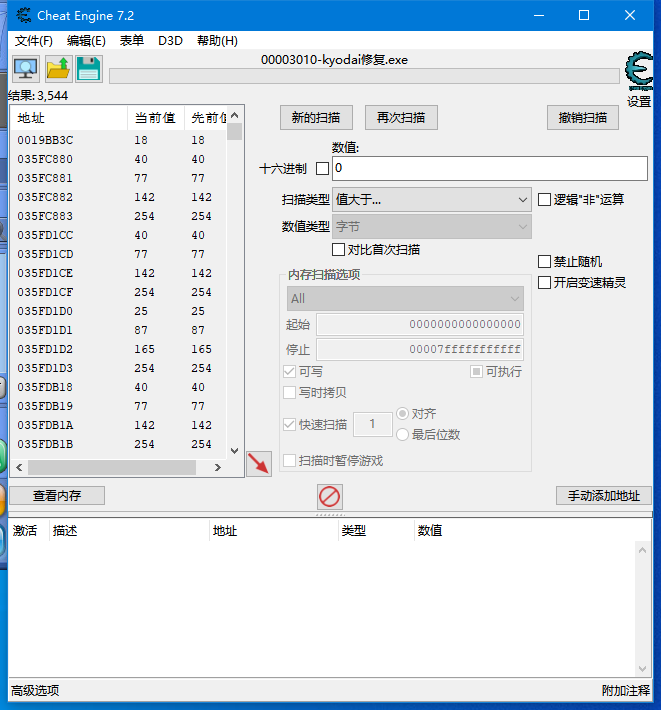 Cheat Engine 7.2
文件(F) 编辑(E) 表单 D3D 帮助(H)
00003010-kyodai修复.exe
设置
结果: 3,544
地址 当前值 先前值
0019BB3C 18 18
035FC880 40 40
035FC881 77 77
035FC882 142 142
035FC883 254 254
035FD1CC 40 40
035FD1CD 77 77
035FD1CE 142 142
035FD1CF 254 254
035FD1D0 25 25
035FD1D1 87 87
035FD1D2 165 165
035FD1D3 254 254
035FDB18 40 40
035FDB19 77 77
035FDB1A 142 142
035FDB1B 254 254
新的扫描 再次扫描 撤销扫描
数值:
十六进制 0
扫描类型 值大于... 逻辑"非"运算
数值类型 字节
对比首次扫描
禁止随机
开启变速精灵
内存扫描选项
All
起始 0000000000000000
停止 00007fffffffffff
可写 可执行
写时拷贝
快速扫描 1 对齐
最后位数
扫描时暂停游戏
查看内存 手动添加地址
激活 描述 地址 类型 数值
高级选项 附加注释